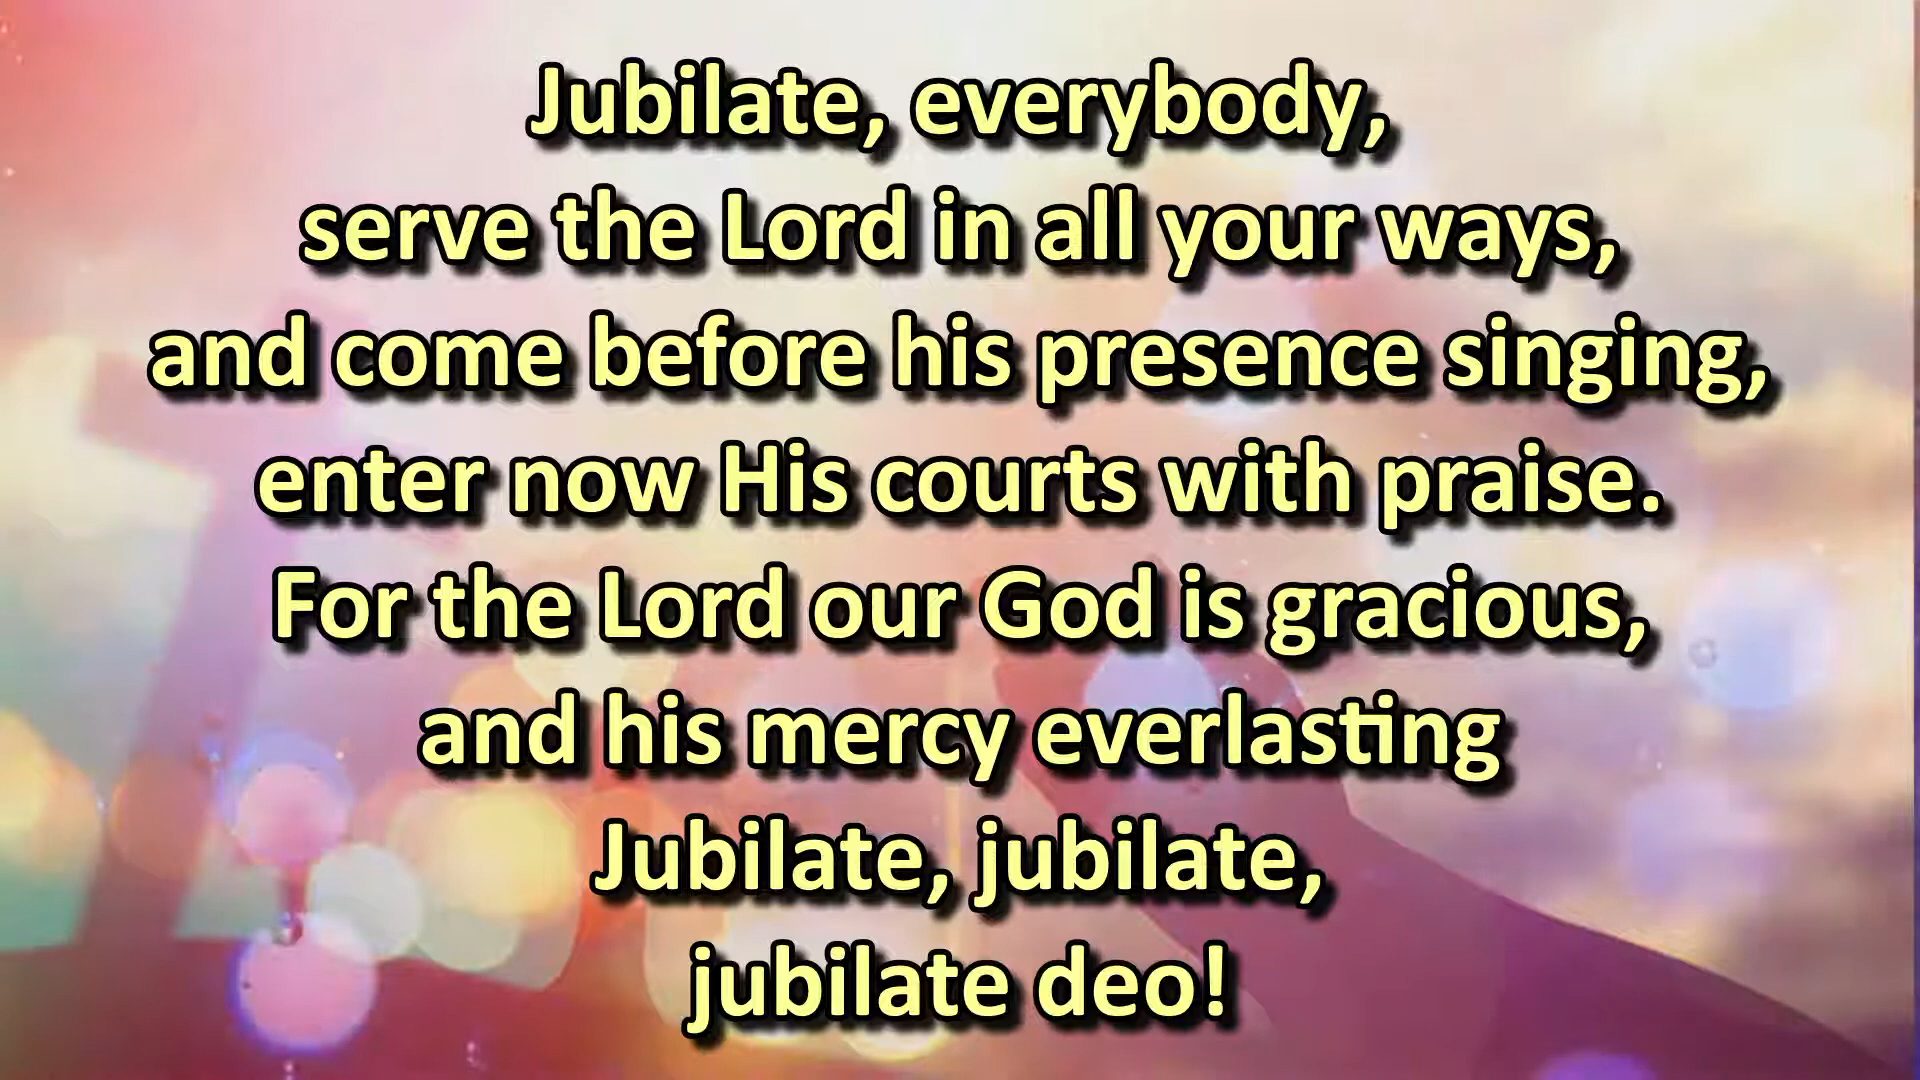 Jubilate, everybody,
serve the Lord in all your ways,
and come before his presence singing,
enter now His courts with praise.
For the Lord our God is gracious,
and his mercy everlasting
Jubilate, jubilate,
jubilate deo!